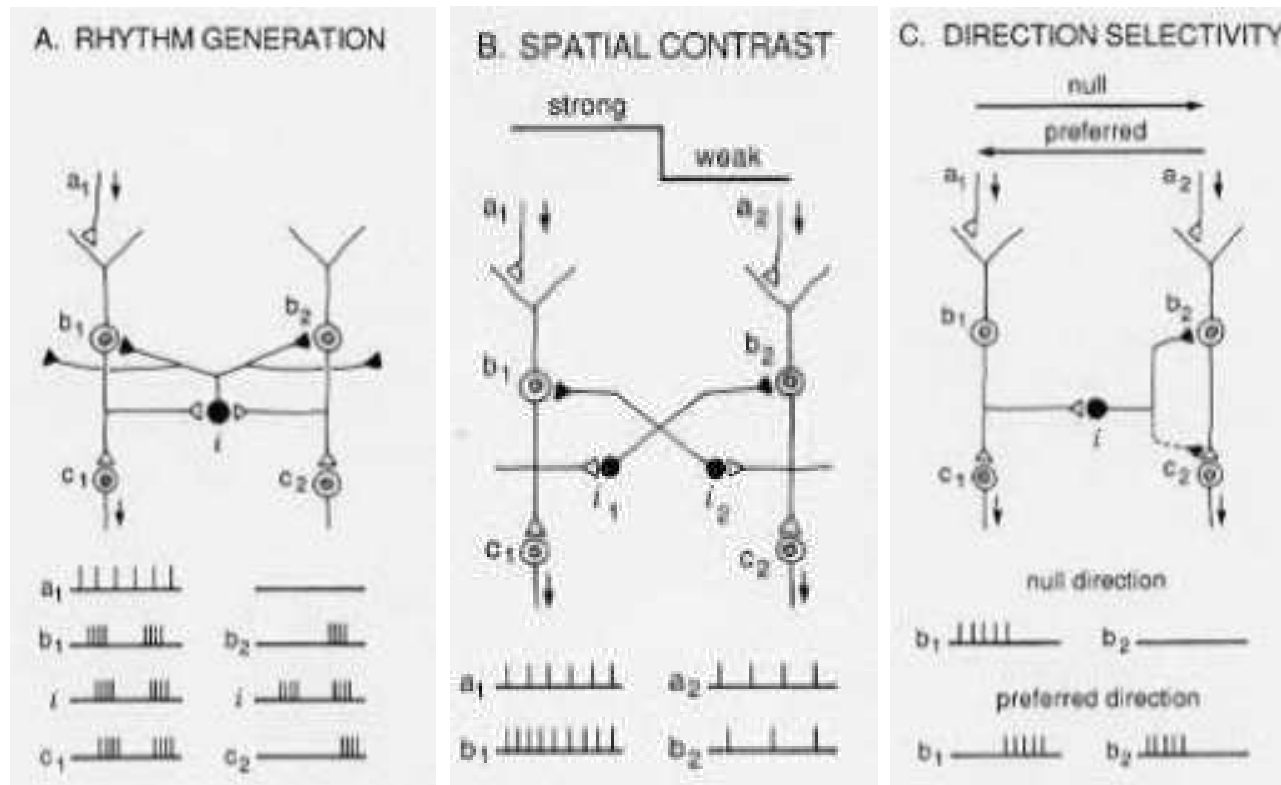 A. RHYTHM GENERATION
a1
b1
b2
i
c1
c2
a1
b1
b2
i
i
c1
c2
B. SPATIAL CONTRAST
strong
weak
a1
a2
b1
b2
i1
i2
c1
c2
a1
a2
b1
b2
C. DIRECTION SELECTIVITY
null
preferred
a1
a2
b1
b2
i
c1
c2
null direction
b1
b2
preferred direction
b1
b2